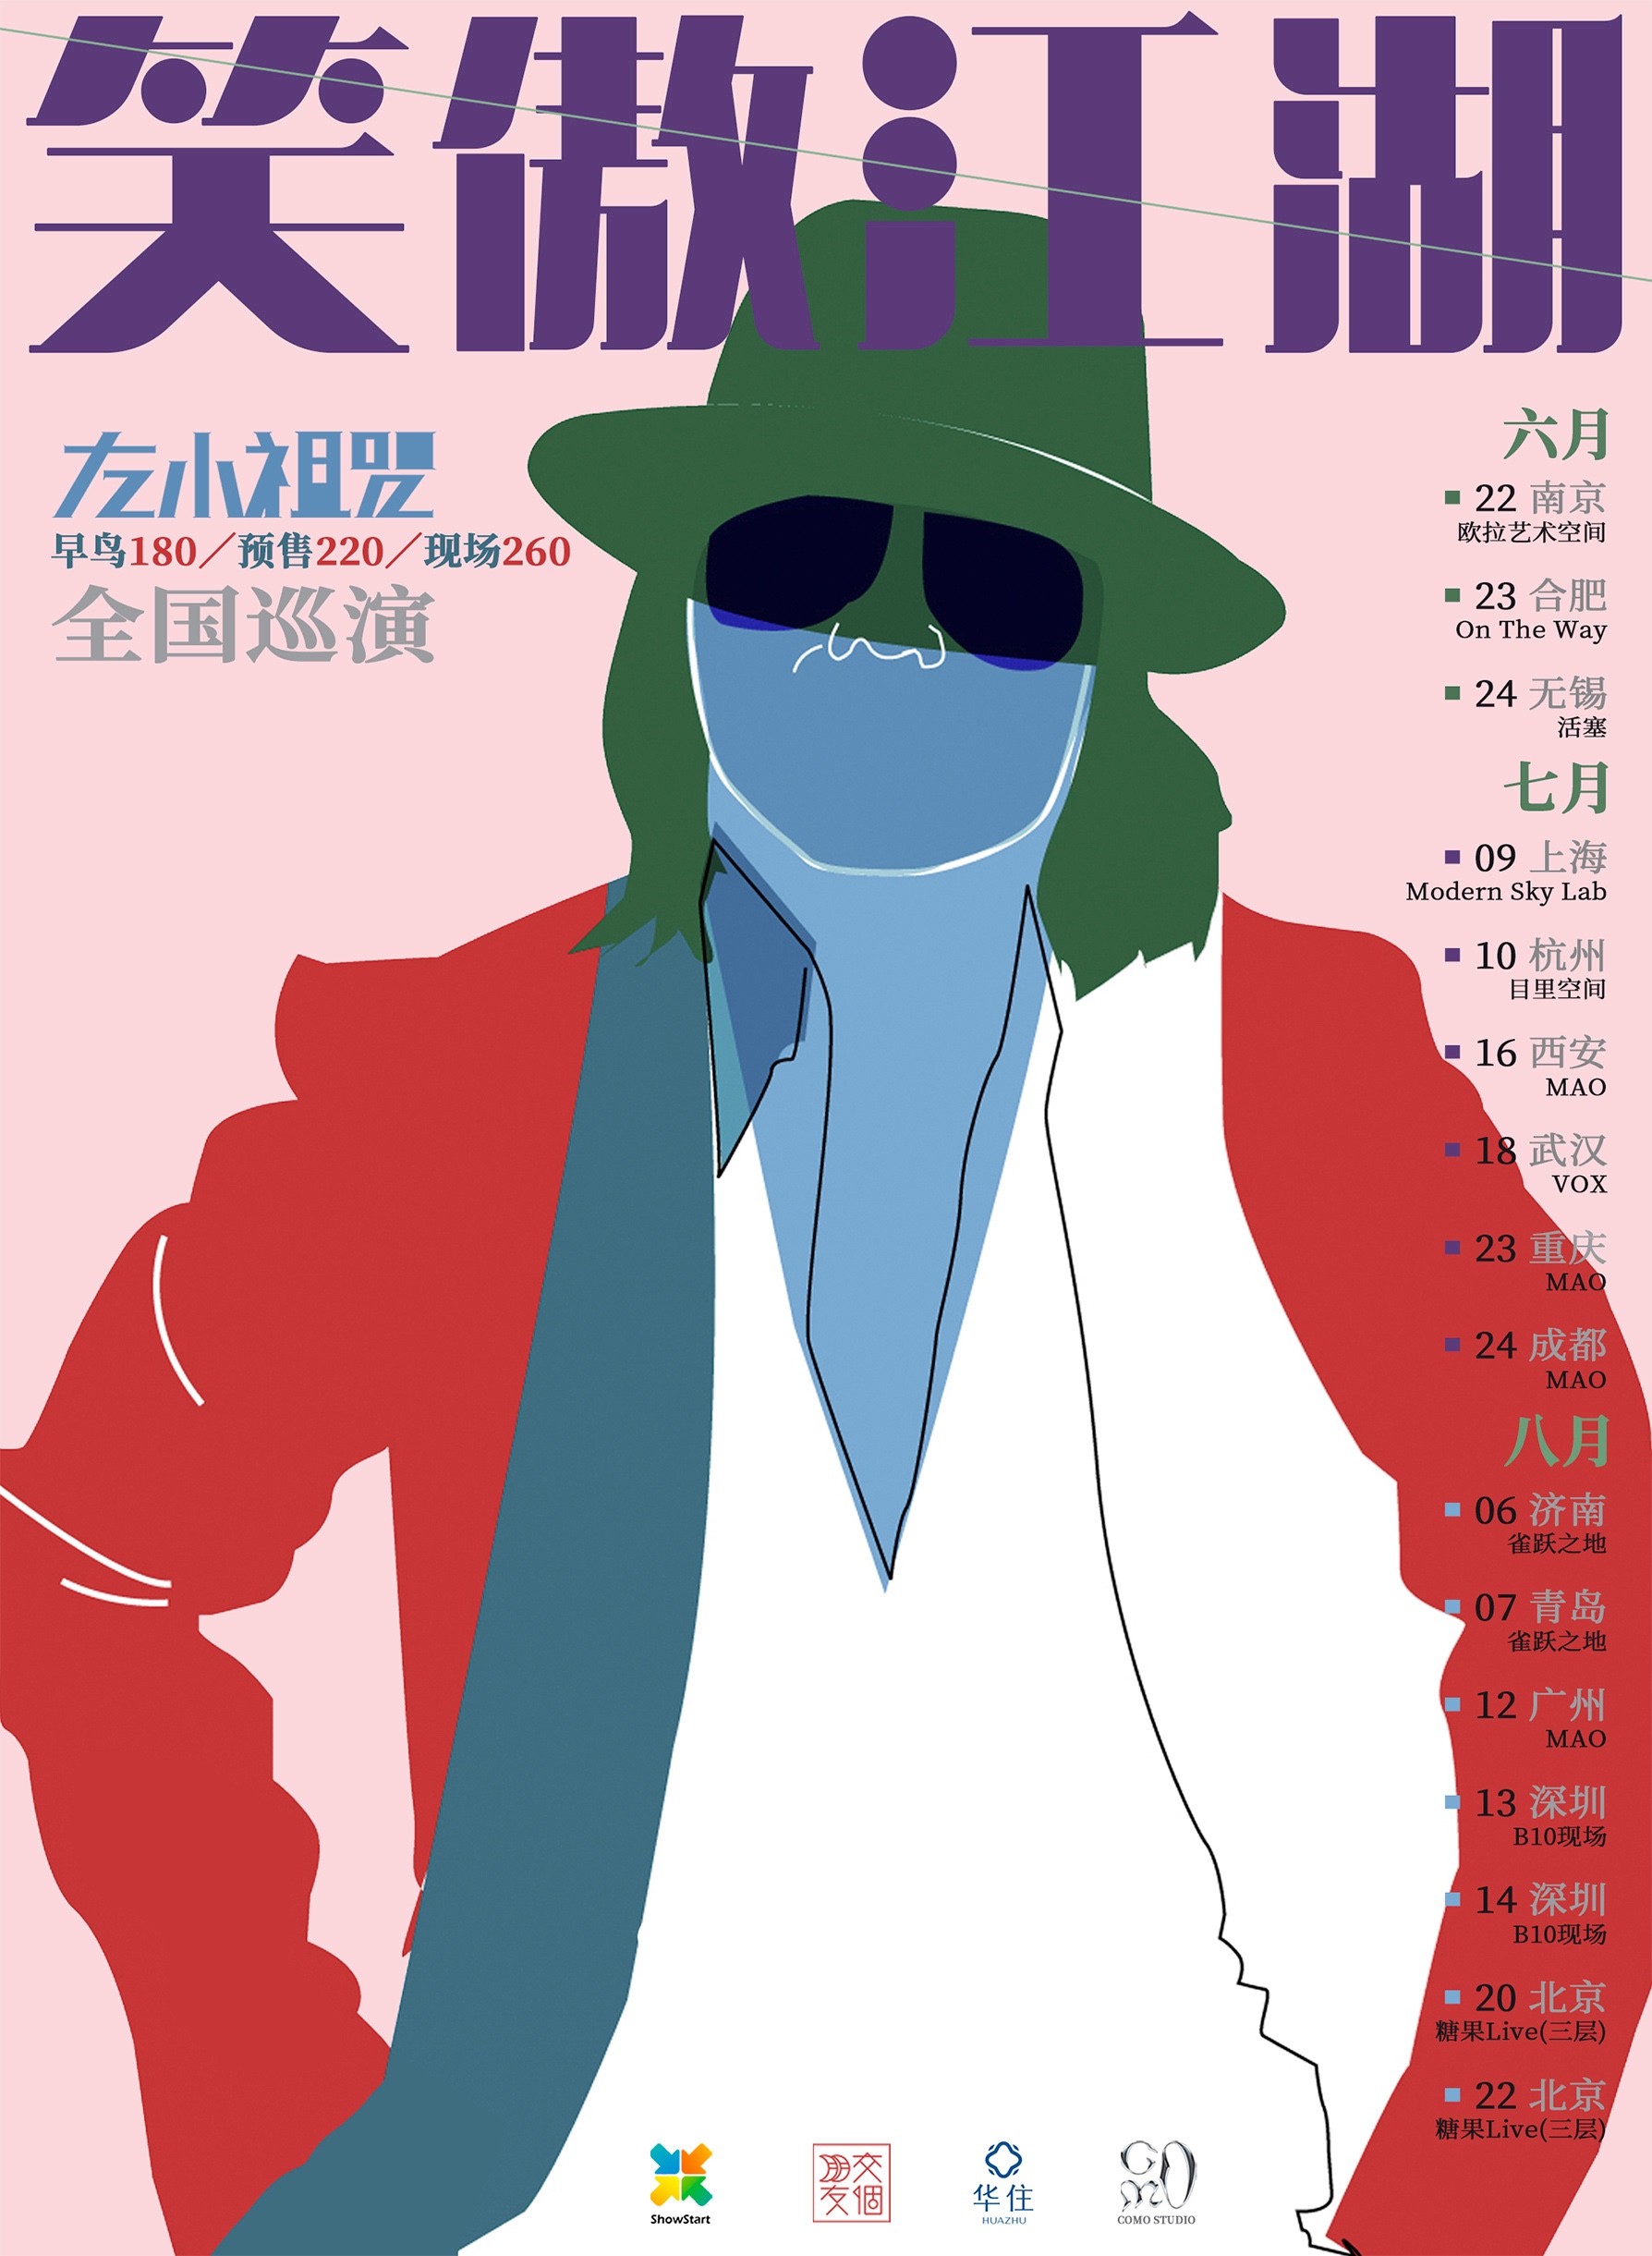 笑傲江湖
左小祖咒
早鸟180／预售220／现场260
全国巡演
六月
22 南京
欧拉艺术空间
23 合肥
On The Way
24 无锡
活塞
七月
09 上海
Modern Sky Lab
10 杭州
目里空间
16 西安
MAO
18 武汉
VOX
23 重庆
MAO
24 成都
MAO
八月
06 济南
雀跃之地
07 青岛
雀跃之地
12 广州
MAO
13 深圳
B10现场
14 深圳
B10现场
20 北京
糖果Live(三层)
22 北京
糖果Live(三层)
ShowStart
交個朋友
华住
HUAZHU
COMO STUDIO